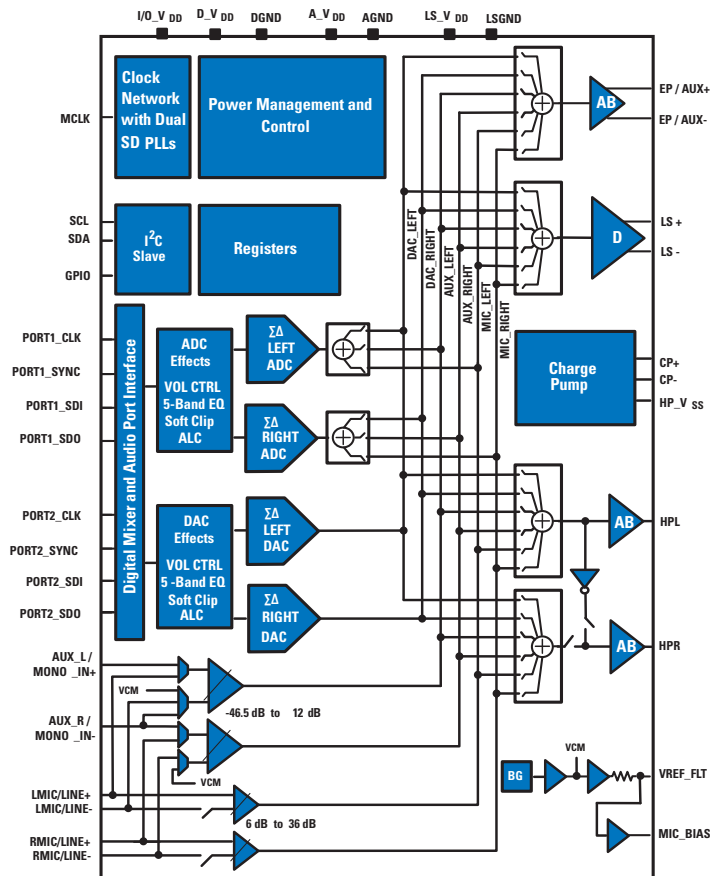 I/O_V DD
D_V DD
DGND
A_V DD
AGND
LS_V DD
LSGND
MCLK
Clock
Network
with Dual
SD PLLs
Power Management and
Control
AB
EP / AUX+
EP / AUX-
SCL
SDA
GPIO
I2C
Slave
Registers
DAC_LEFT
DAC_RIGHT
AUX_LEFT
AUX_RIGHT
MIC_LEFT
MIC_RIGHT
D
LS +
LS -
PORT1_CLK
PORT1_SYNC
PORT1_SDI
PORT1_SDO
PORT2_CLK
PORT2_SYNC
PORT2_SDI
PORT2_SDO
Digital Mixer and Audio Port Interface
ADC
Effects
VOL CTRL
5-Band EQ
Soft Clip
ALC
ΣΔ
LEFT
ADC
ΣΔ
RIGHT
ADC
Charge
Pump
CP+
CP-
HP_V SS
DAC
Effects
VOL CTRL
5 -Band EQ
Soft Clip
ALC
ΣΔ
LEFT
DAC
ΣΔ
RIGHT
DAC
AB
HPL
AB
HPR
AUX_L /
MONO _IN+
VCM
AUX_R /
MONO _IN-
VCM
-46.5 dB to 12 dB
LMIC/LINE+
LMIC/LINE-
6 dB to 36 dB
RMIC/LINE+
RMIC/LINE-
BG
VCM
VREF_FLT
MIC_BIAS